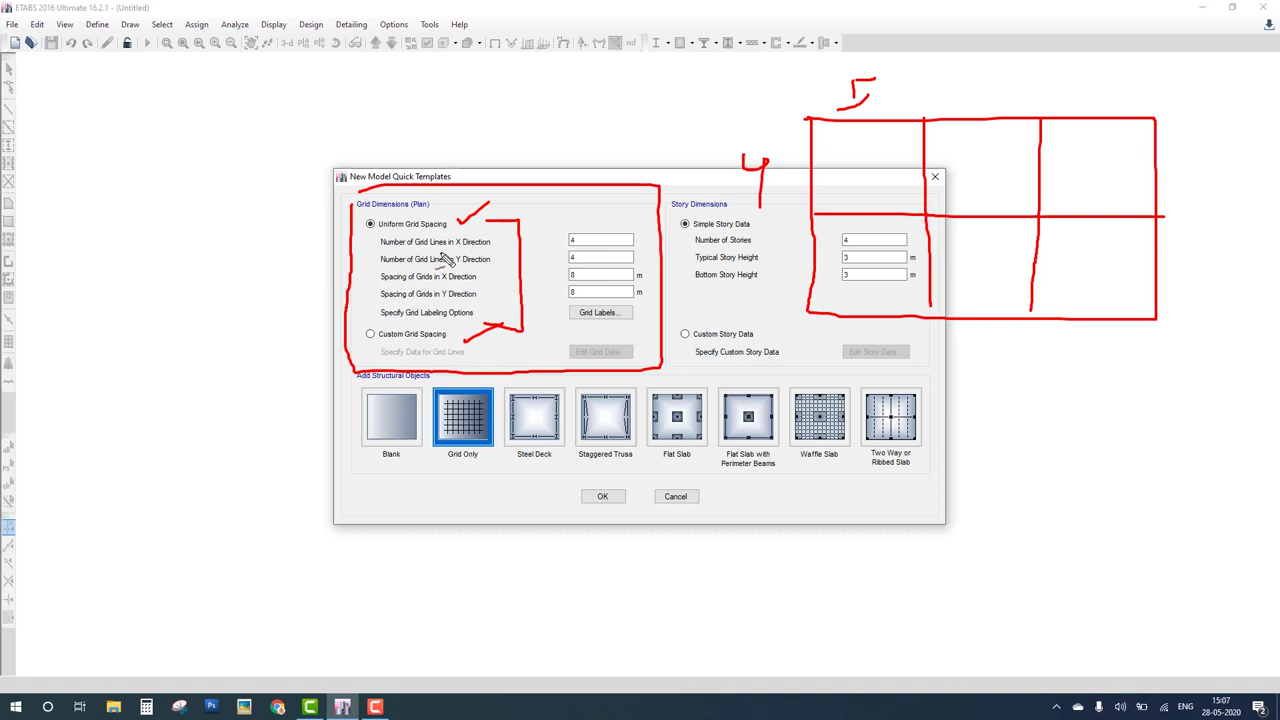 ETABS 2016 Ultimate 16.2.1 - (Untitled)
File Edit View Define Draw Select Assign Analyze Display Design Detailing Options Tools Help
3-d
nd
5
4
New Model Quick Templates
Grid Dimensions (Plan)
Uniform Grid Spacing
Number of Grid Lines in X Direction 4
Number of Grid Lines in Y Direction 4
Spacing of Grids in X Direction 8 m
Spacing of Grids in Y Direction 8 m
Specify Grid Labeling Options Grid Labels...
Custom Grid Spacing
Specify Data for Grid Lines Edit Grid Data...
Story Dimensions
Simple Story Data
Number of Stories 4
Typical Story Height 3 m
Bottom Story Height 3 m
Custom Story Data
Specify Custom Story Data Edit Story Data...
Add Structural Objects
Blank Grid Only Steel Deck Staggered Truss Flat Slab Flat Slab with Perimeter Beams Waffle Slab Two Way or Ribbed Slab
OK Cancel
ENG 15:07
28-05-2020